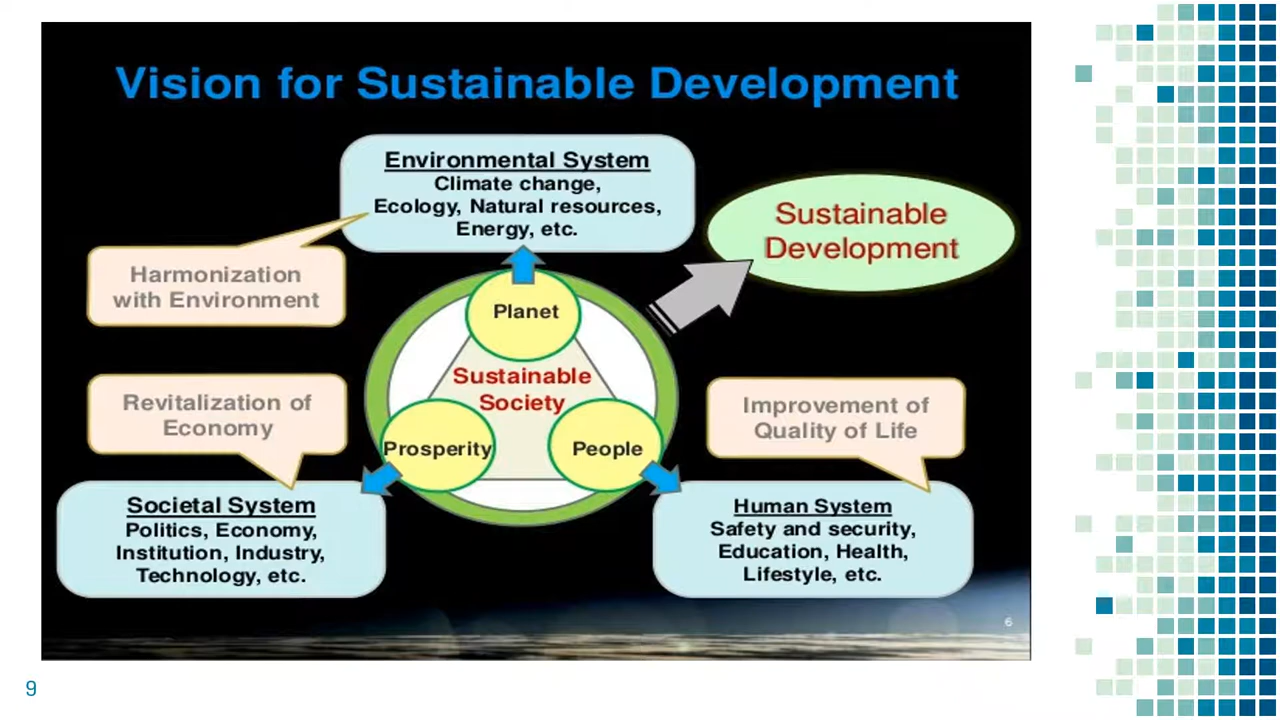 Vision for Sustainable Development
Environmental System
Climate change,
Ecology, Natural resources,
Energy, etc.
Sustainable
Development
Harmonization
with Environment
Planet
Sustainable
Society
Revitalization of
Economy
Improvement of
Quality of Life
Prosperity
People
Societal System
Politics, Economy,
Institution, Industry,
Technology, etc.
Human System
Safety and security,
Education, Health,
Lifestyle, etc.
6
9